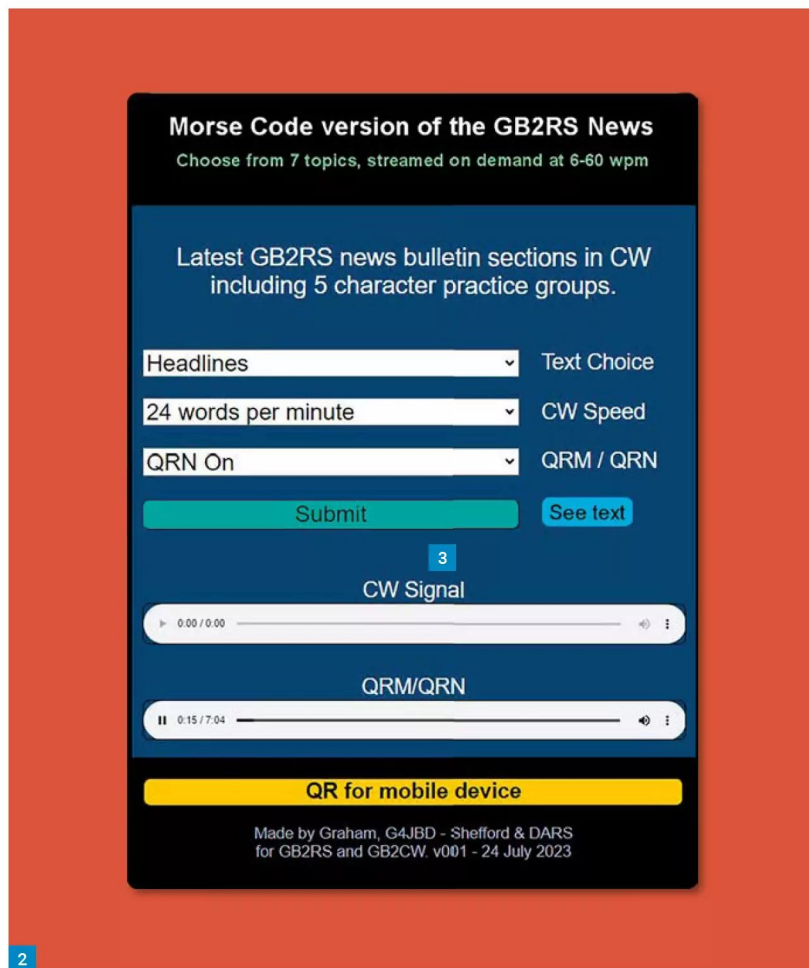 Morse Code version of the GB2RS News
Choose from 7 topics, streamed on demand at 6-60 wpm
Latest GB2RS news bulletin sections in CW
including 5 character practice groups.
Headlines Text Choice
24 words per minute CW Speed
QRN On QRM / QRN
Submit See text
3
CW Signal
0:00 / 0:00
QRM/QRN
0:15 / 7:04
QR for mobile device
Made by Graham, G4JBD - Shefford & DARS
for GB2RS and GB2CW. v001 - 24 July 2023
2